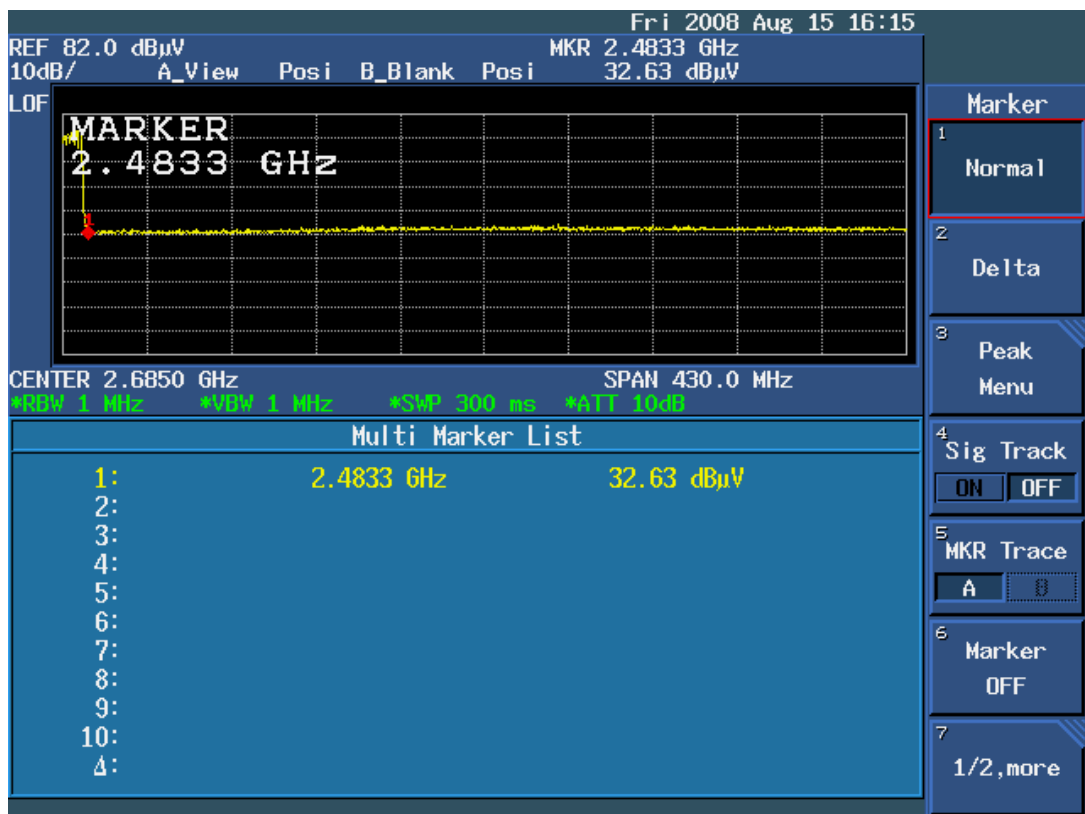 Fri 2008 Aug 15 16:15
REF 82.0 dBµV MKR 2.4833 GHz
10dB/ A_View Posi B_Blank Posi 32.63 dBµV
LOF
MARKER
2.4833 GHz
1
CENTER 2.6850 GHz SPAN 430.0 MHz
*RBW 1 MHz *VBW 1 MHz *SWP 300 ms *ATT 10dB
Multi Marker List
1: 2.4833 GHz 32.63 dBµV
2:
3:
4:
5:
6:
7:
8:
9:
10:
Δ:
Marker
1
Normal
2
Delta
3
Peak
Menu
4
Sig Track
ON OFF
5
MKR Trace
A B
6
Marker
OFF
7
1/2,more